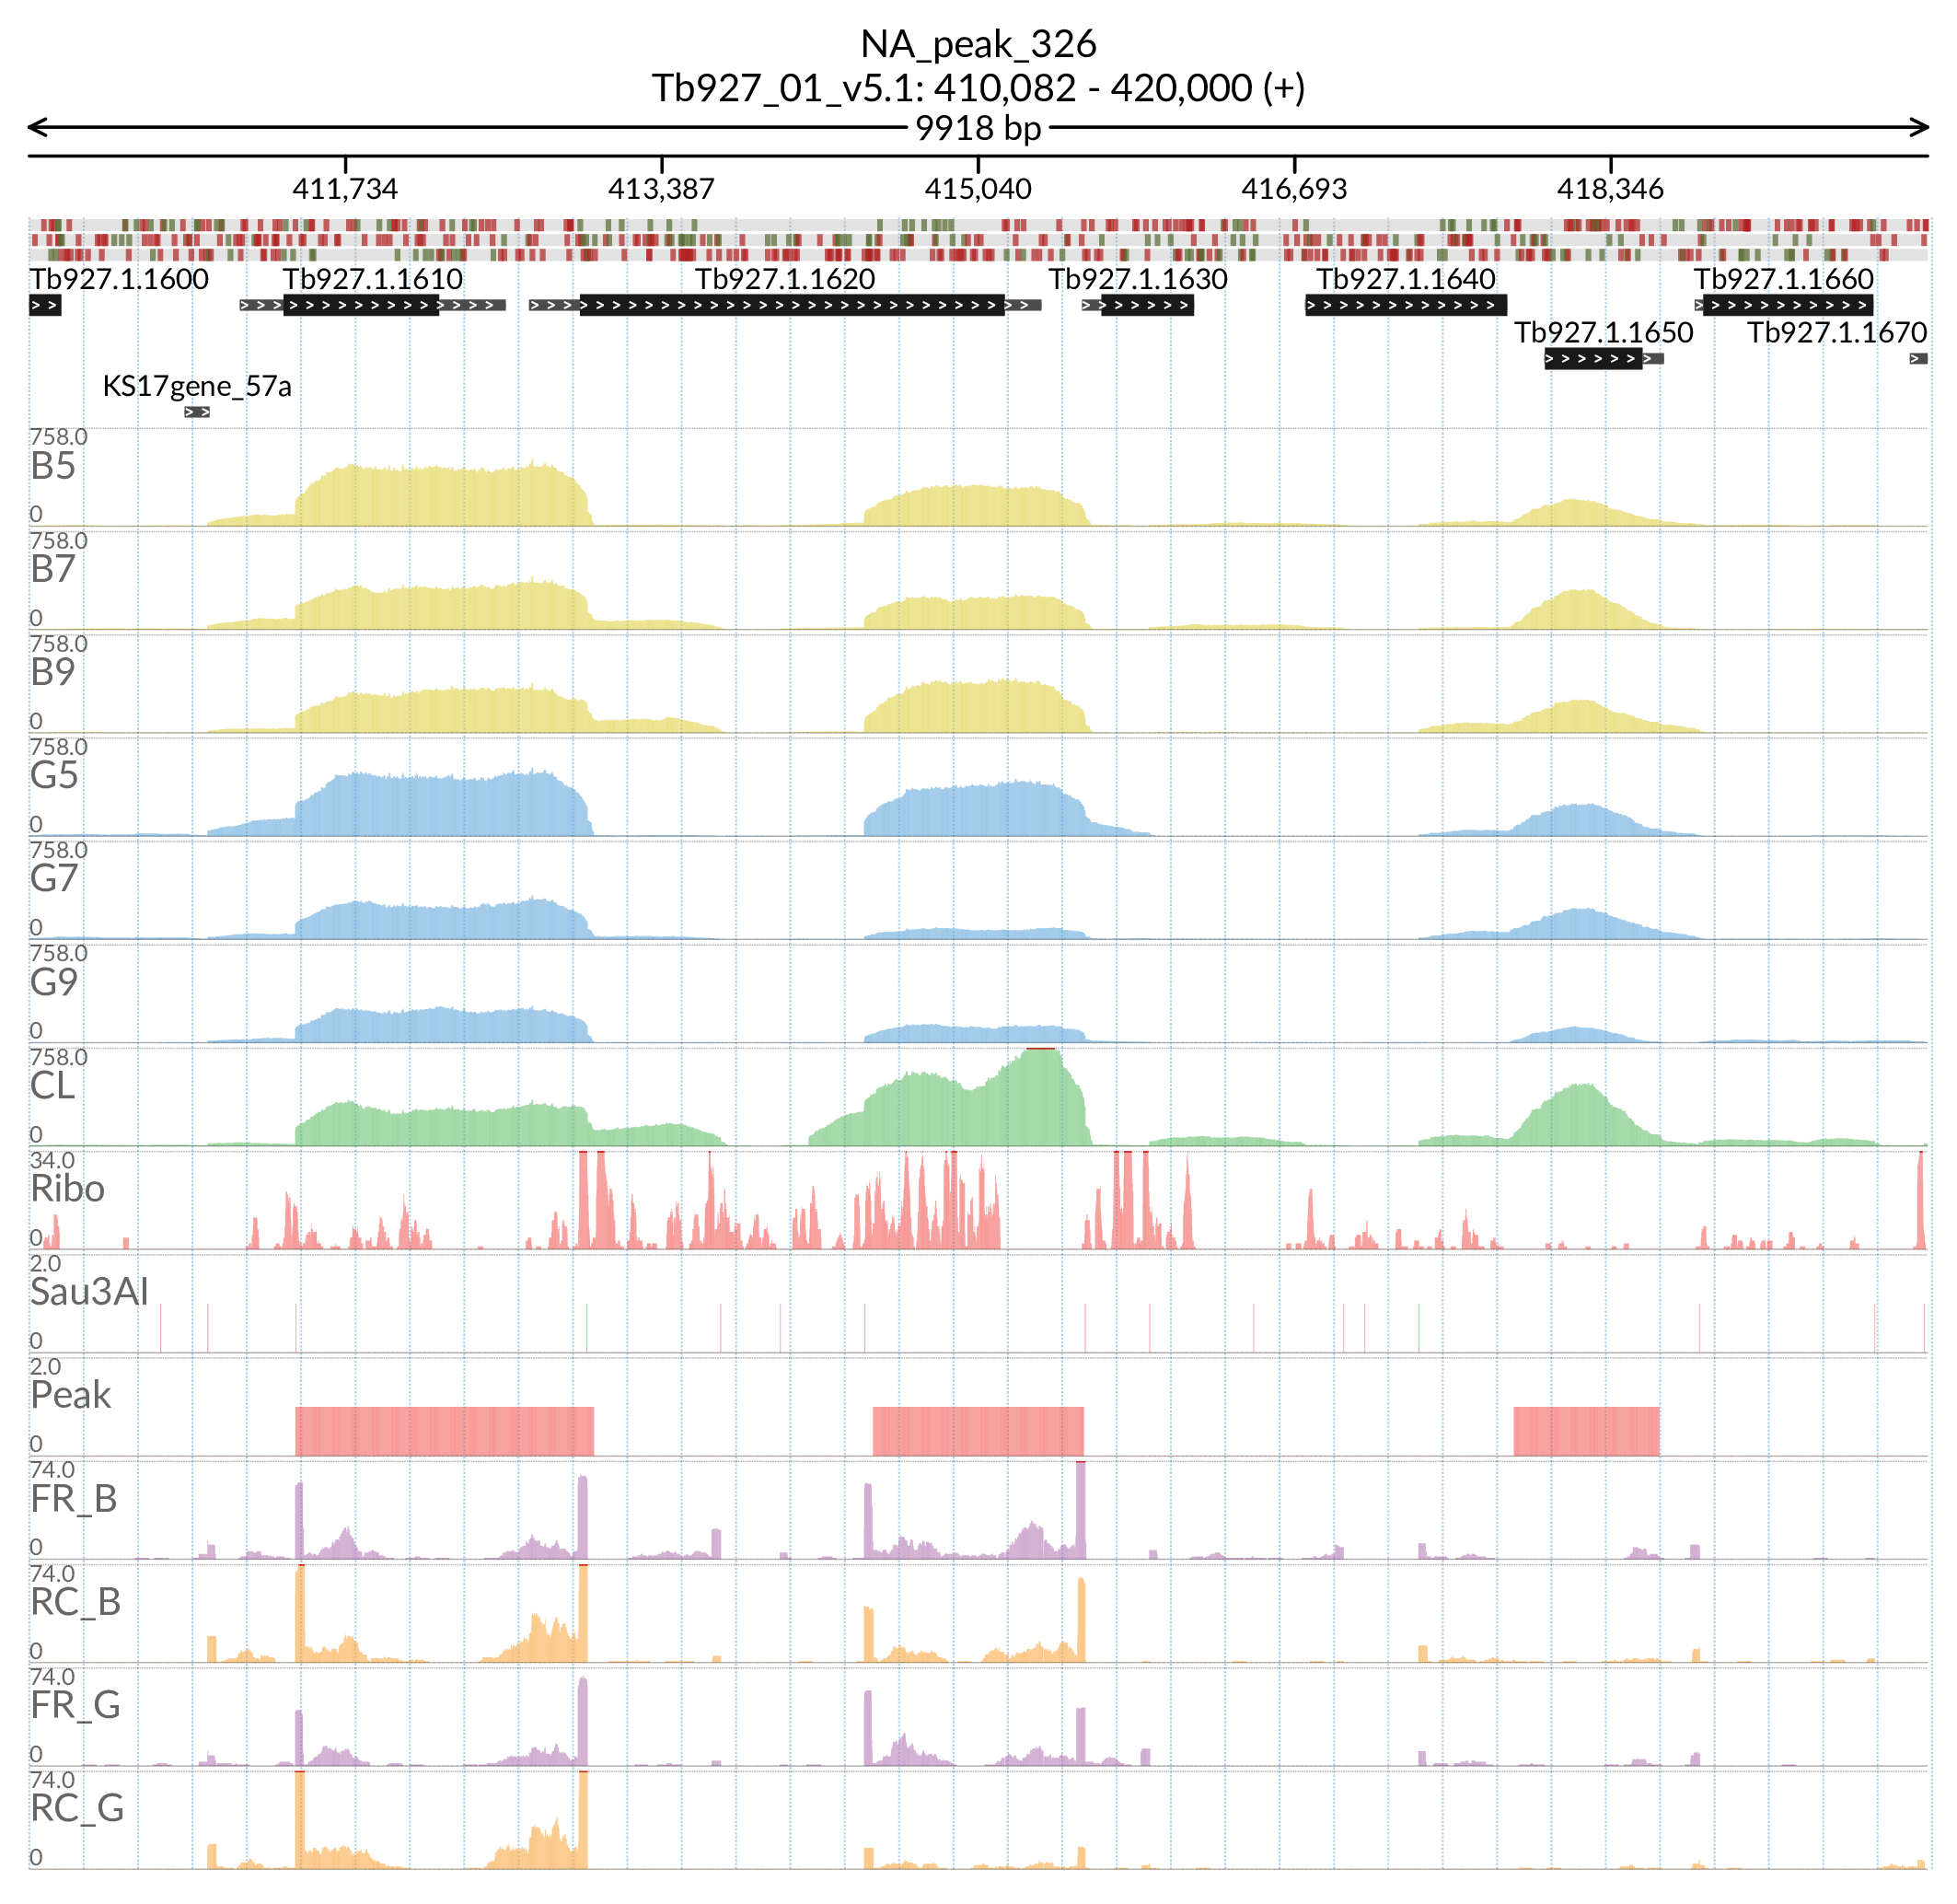 NA_peak_326
Tb927_01_v5.1: 410,082 - 420,000 (+)
9918 bp
411,734 413,387 415,040 416,693 418,346
Tb927.1.1600 Tb927.1.1610 Tb927.1.1620 Tb927.1.1630 Tb927.1.1640 Tb927.1.1660
Tb927.1.1650 Tb927.1.1670
KS17gene_57a
758.0
B5
0
758.0
B7
0
758.0
B9
0
758.0
G5
0
758.0
G7
0
758.0
G9
0
758.0
CL
0
34.0
Ribo
0
2.0
Sau3AI
0
2.0
Peak
0
74.0
FR_B
0
74.0
RC_B
0
74.0
FR_G
0
74.0
RC_G
0